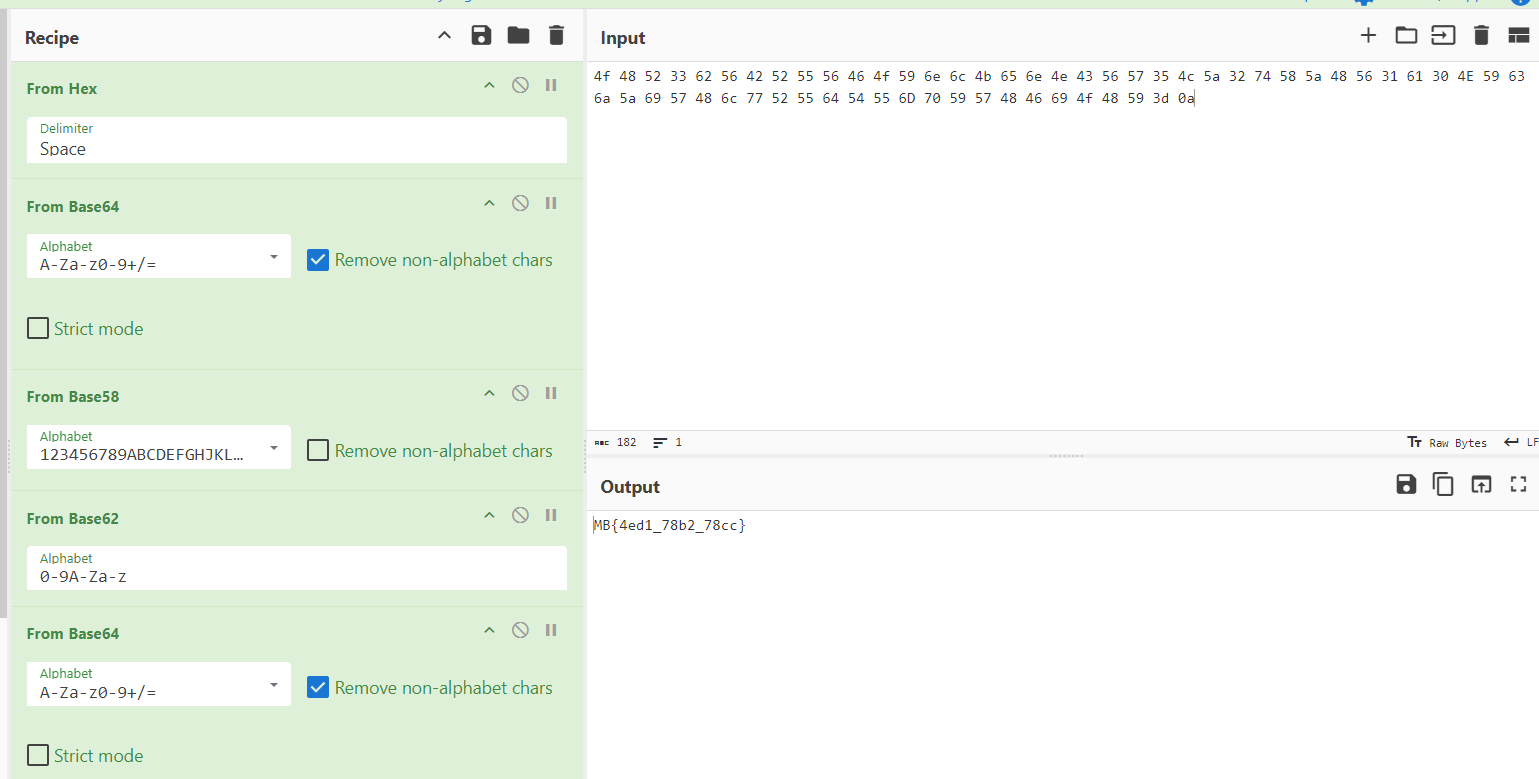 Recipe
From Hex
Delimiter
Space
From Base64
Alphabet
A-Za-z0-9+/=
Remove non-alphabet chars
Strict mode
From Base58
Alphabet
123456789ABCDEFGHJKL...
Remove non-alphabet chars
From Base62
Alphabet
0-9A-Za-z
From Base64
Alphabet
A-Za-z0-9+/=
Remove non-alphabet chars
Strict mode
Input
4f 48 52 33 62 56 42 52 55 56 46 4f 59 6e 6c 4b 65 6e 4e 43 56 57 35 4c 5a 32 74 58 5a 48 56 31 61 30 4E 59 63
6a 5a 69 57 48 6c 77 52 55 64 54 55 6D 70 59 57 48 46 69 4f 48 59 3d 0a
ABC 182 1
Tт Raw Bytes LF
Output
MB{4ed1_78b2_78cc}